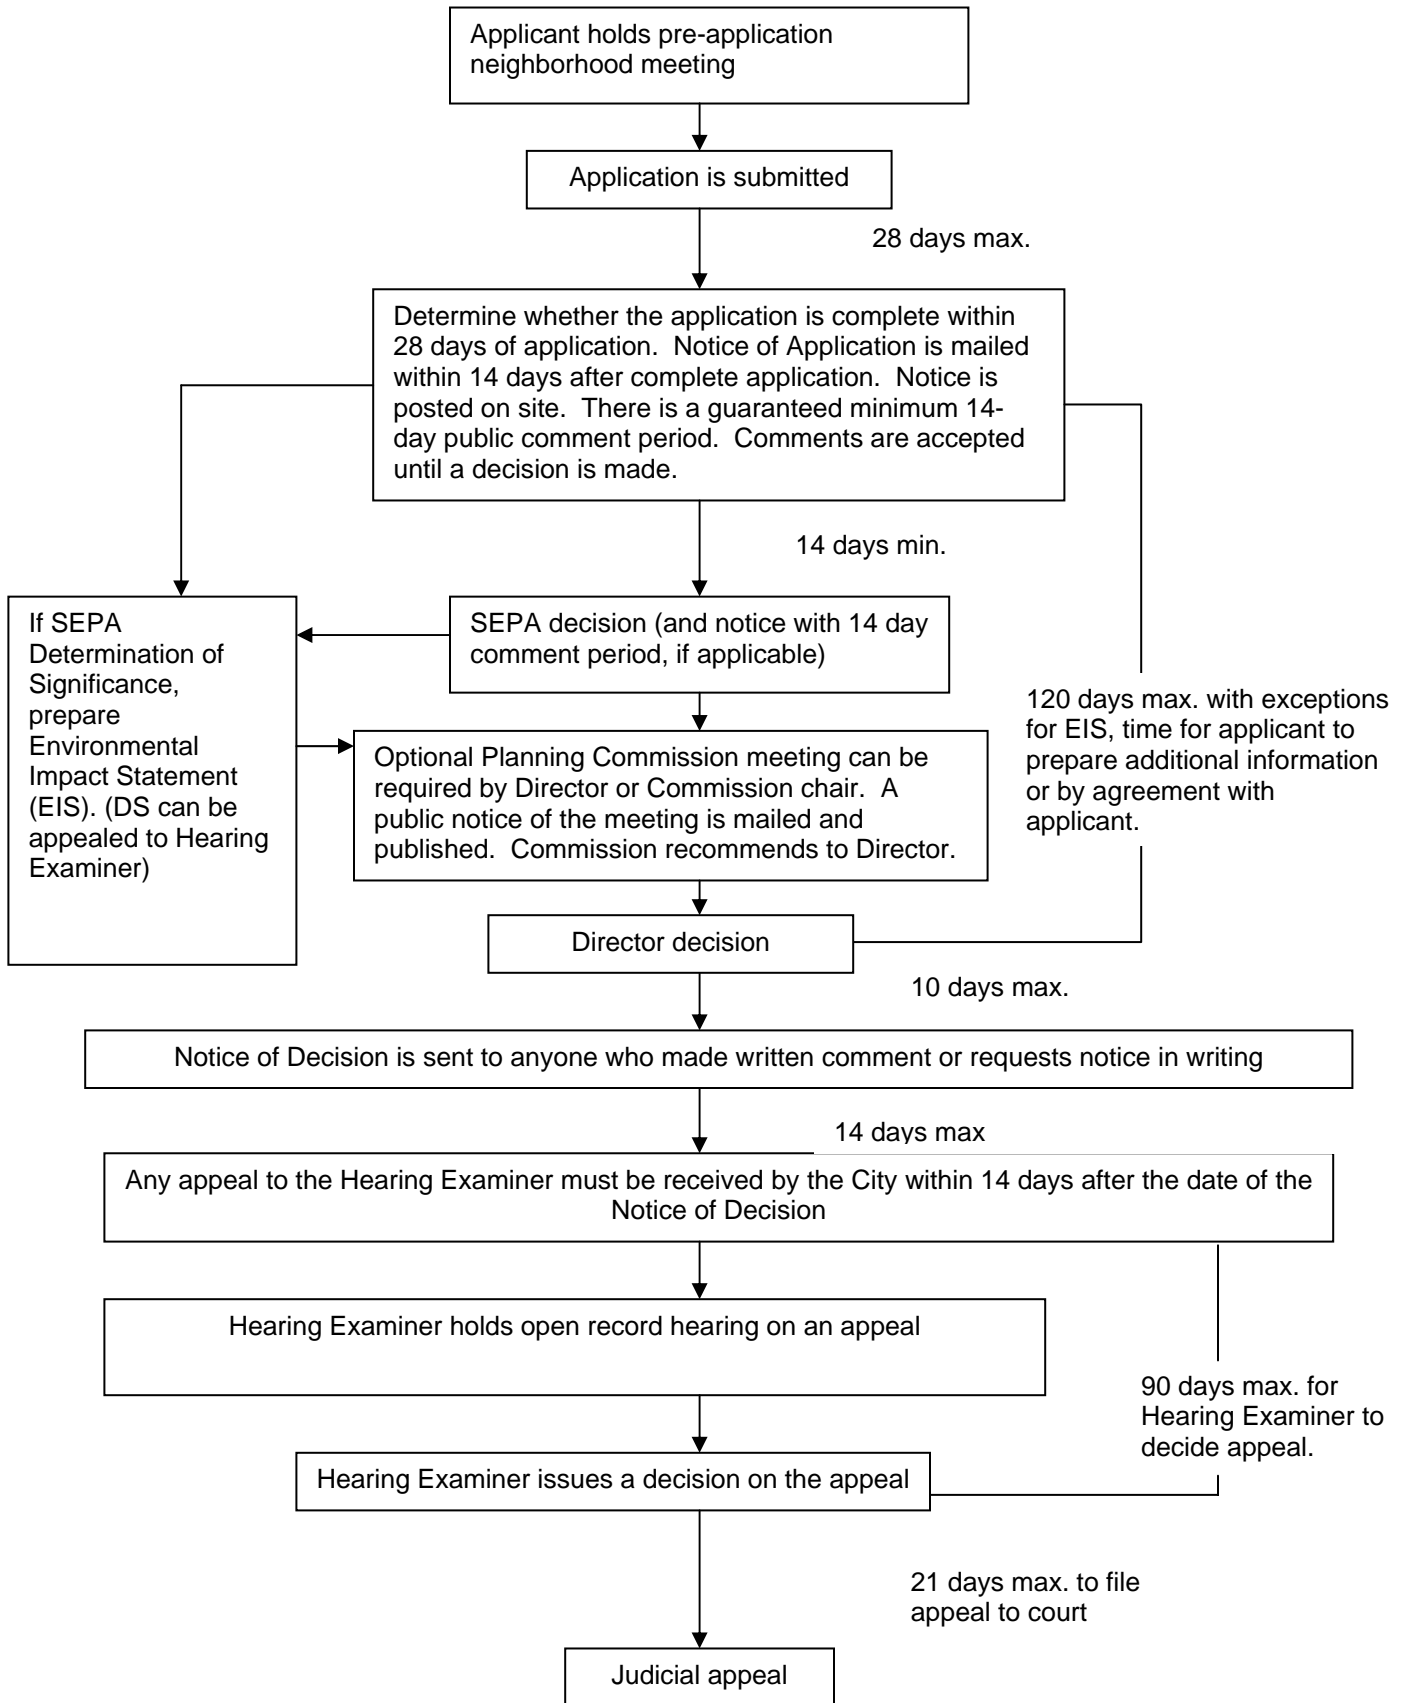 Applicant holds pre-application
neighborhood meeting
Application is submitted
28 days max.
Determine whether the application is complete within
28 days of application.  Notice of Application is mailed
within 14 days after complete application.  Notice is
posted on site.  There is a guaranteed minimum 14-
day public comment period.  Comments are accepted
until a decision is made.
14 days min.
If SEPA
Determination of
Significance,
prepare
Environmental
Impact Statement
(EIS). (DS can be
appealed to Hearing
Examiner)
SEPA decision (and notice with 14 day
comment period, if applicable)
120 days max. with exceptions
for EIS, time for applicant to
prepare additional information
or by agreement with
applicant.
Optional Planning Commission meeting can be
required by Director or Commission chair.  A
public notice of the meeting is mailed and
published.  Commission recommends to Director.
Director decision
10 days max.
Notice of Decision is sent to anyone who made written comment or requests notice in writing
14 days max
Any appeal to the Hearing Examiner must be received by the City within 14 days after the date of the
Notice of Decision
Hearing Examiner holds open record hearing on an appeal
90 days max. for
Hearing Examiner to
decide appeal.
Hearing Examiner issues a decision on the appeal
21 days max. to file
appeal to court
Judicial appeal